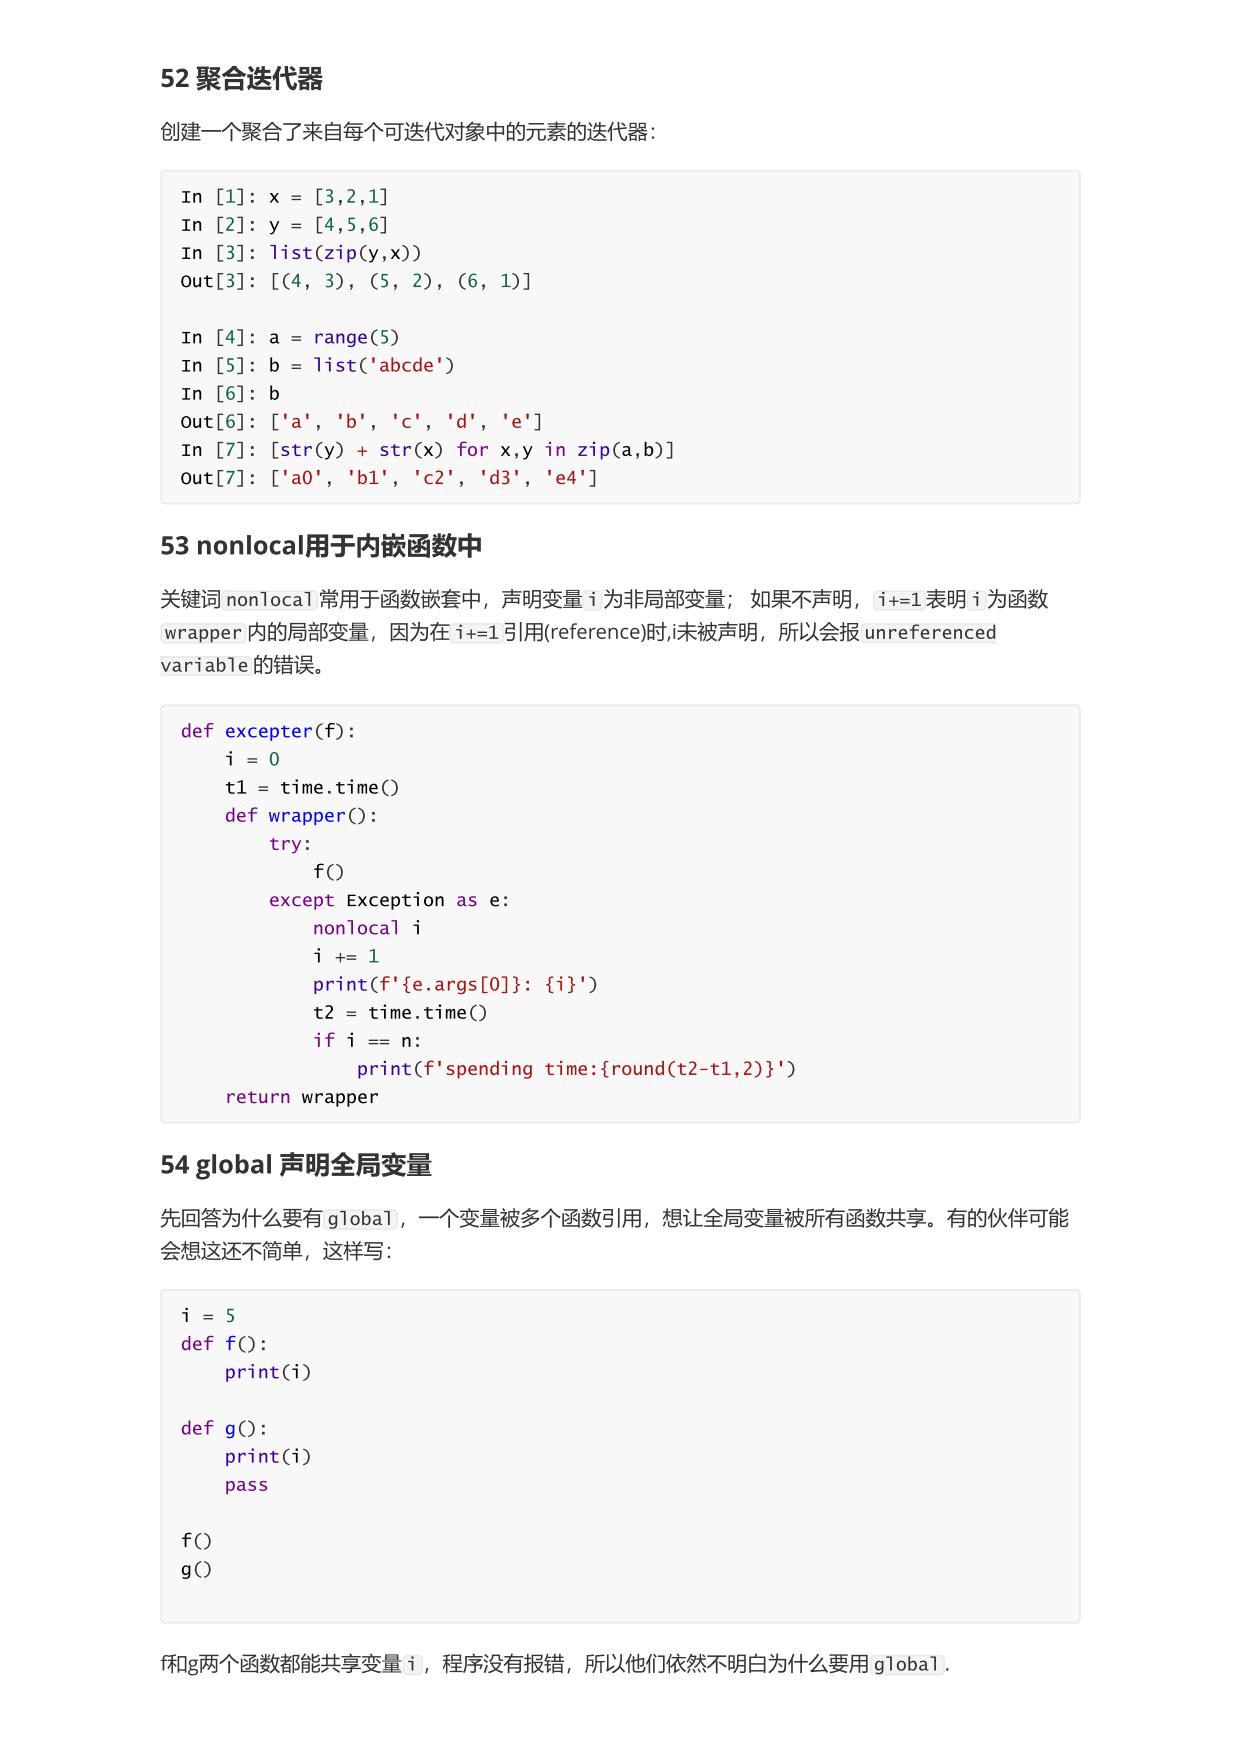 52 聚合迭代器
创建一个聚合了来自每个可迭代对象中的元素的迭代器：
In [1]: x = [3,2,1]
In [2]: y = [4,5,6]
In [3]: list(zip(y,x))
Out[3]: [(4, 3), (5, 2), (6, 1)]

In [4]: a = range(5)
In [5]: b = list('abcde')
In [6]: b
Out[6]: ['a', 'b', 'c', 'd', 'e']
In [7]: [str(y) + str(x) for x,y in zip(a,b)]
Out[7]: ['a0', 'b1', 'c2', 'd3', 'e4']
53 nonlocal用于内嵌函数中
关键词nonlocal常用于函数嵌套中，声明变量i为非局部变量； 如果不声明，i+=1表明i为函数
wrapper内的局部变量，因为在i+=1引用(reference)时,i未被声明，所以会报unreferenced
variable的错误。
def excepter(f):
    i = 0
    t1 = time.time()
    def wrapper():
        try:
            f()
        except Exception as e:
            nonlocal i
            i += 1
            print(f'{e.args[0]}: {i}')
            t2 = time.time()
            if i == n:
                print(f'spending time:{round(t2-t1,2)}')
    return wrapper
54 global 声明全局变量
先回答为什么要有global，一个变量被多个函数引用，想让全局变量被所有函数共享。有的伙伴可能
会想这还不简单，这样写：
i = 5
def f():
    print(i)

def g():
    print(i)
    pass

f()
g()
f和g两个函数都能共享变量i，程序没有报错，所以他们依然不明白为什么要用global.